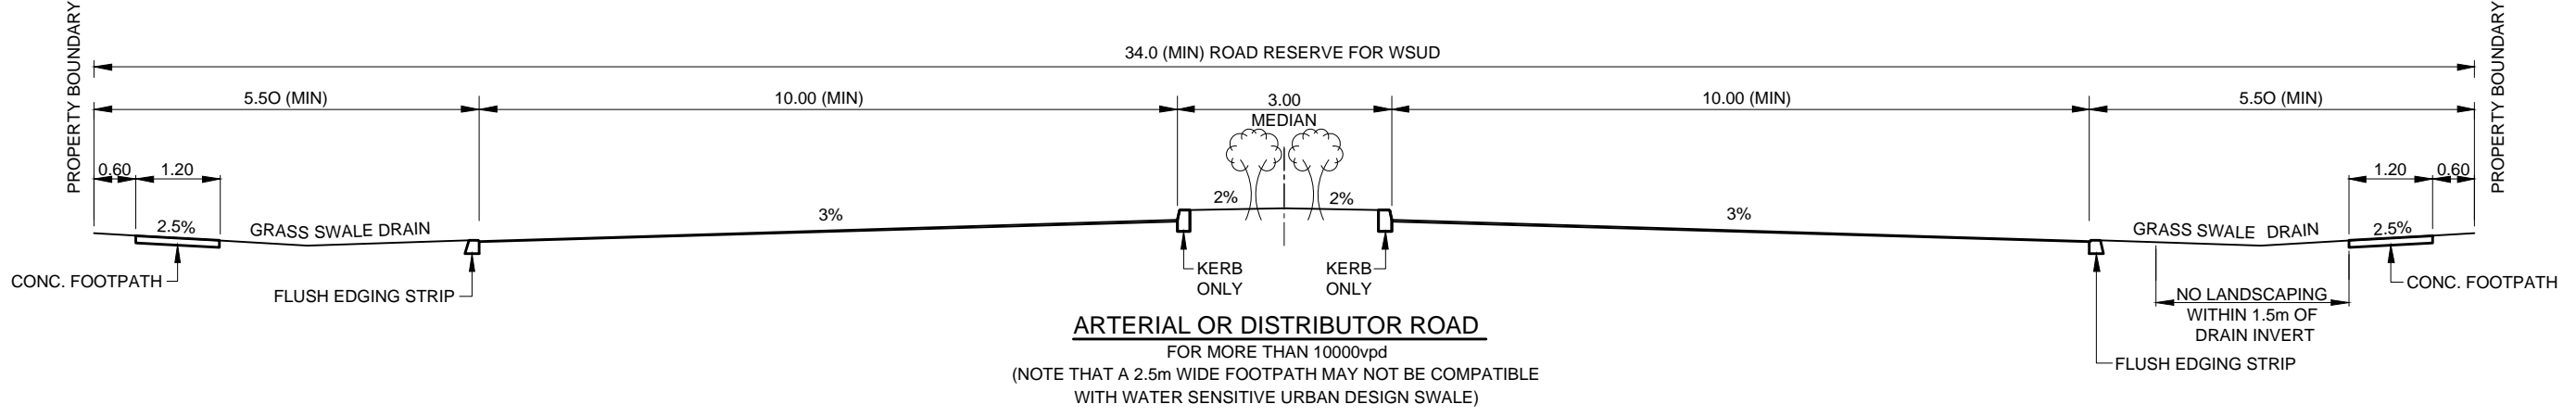 PROPERTY BOUNDARY
PROPERTY BOUNDARY
34.0 (MIN) ROAD RESERVE FOR WSUD
5.5O (MIN)
10.00 (MIN)
3.00
10.00 (MIN)
5.5O (MIN)
MEDIAN
0.60
1.20
1.20
0.60
2%
2%
3%
3%
2.5%
GRASS SWALE DRAIN
GRASS SWALE DRAIN
2.5%
CONC. FOOTPATH
FLUSH EDGING STRIP
KERB
ONLY
KERB
ONLY
NO LANDSCAPING
WITHIN 1.5m OF
DRAIN INVERT
CONC. FOOTPATH
FLUSH EDGING STRIP
ARTERIAL OR DISTRIBUTOR ROAD
FOR MORE THAN 10000vpd
(NOTE THAT A 2.5m WIDE FOOTPATH MAY NOT BE COMPATIBLE
WITH WATER SENSITIVE URBAN DESIGN SWALE)